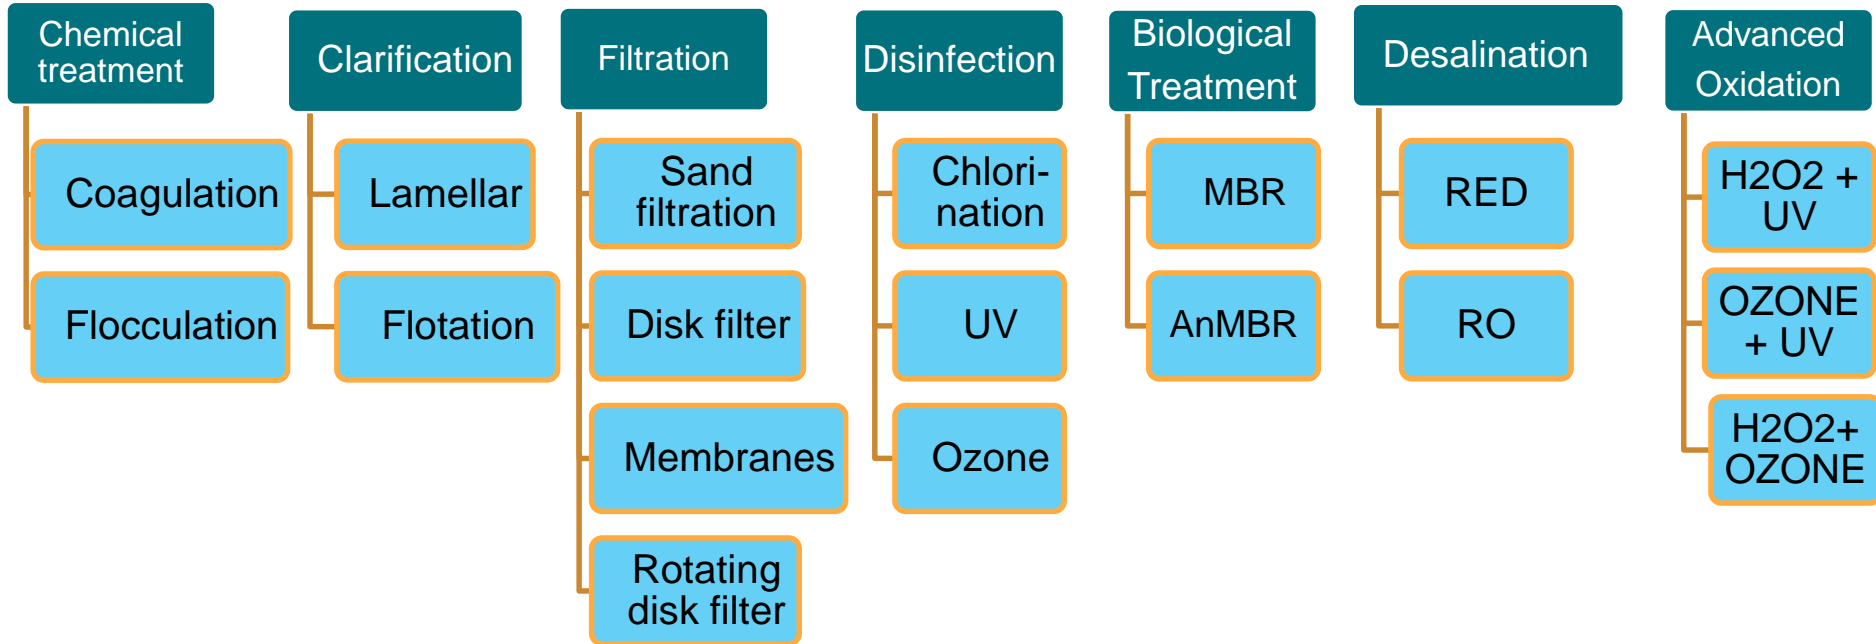 Chemical
treatment
Coagulation
Flocculation
Clarification
Lamellar
Flotation
Filtration
Sand
filtration
Disk filter
Membranes
Rotating
disk filter
Disinfection
Chlori-
nation
UV
Ozone
Biological
Treatment
MBR
AnMBR
Desalination
RED
RO
Advanced
Oxidation
H2O2 +
UV
OZONE
+ UV
H2O2+
OZONE